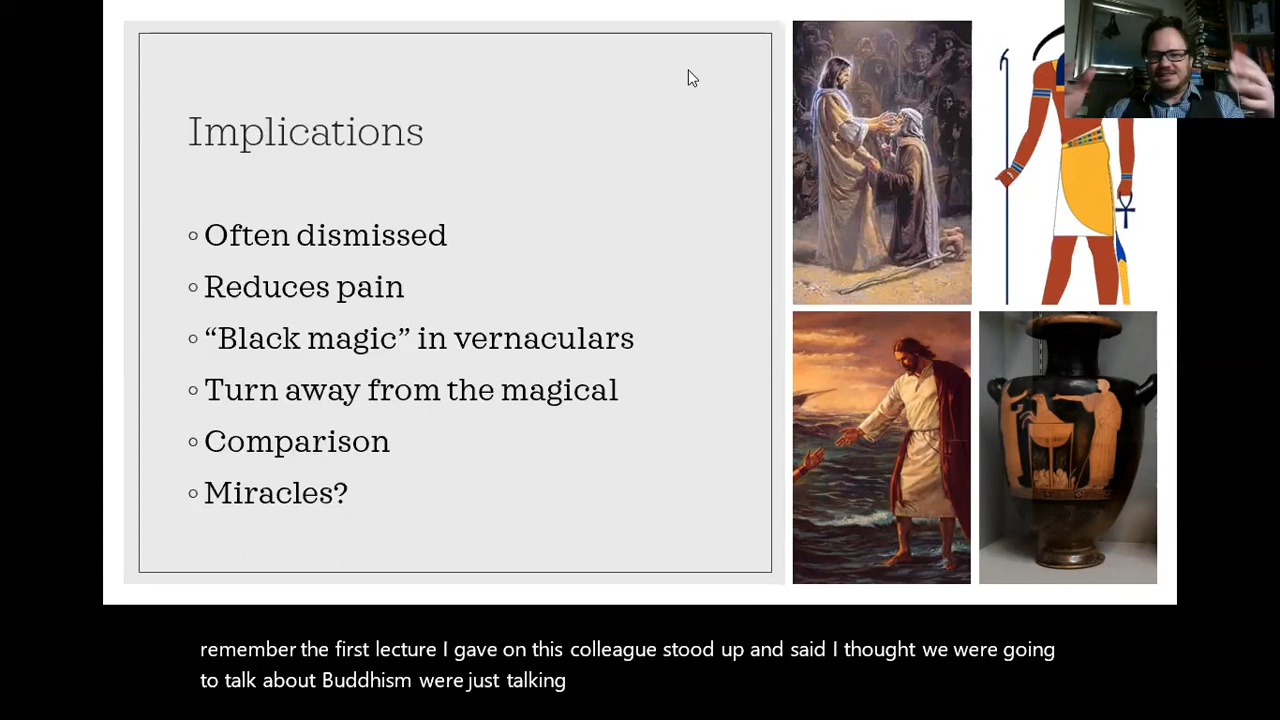 Implications
◦ Often dismissed
◦ Reduces pain
◦ “Black magic” in vernaculars
◦ Turn away from the magical
◦ Comparison
◦ Miracles?
remember the first lecture I gave on this colleague stood up and said I thought we were going
to talk about Buddhism were just talking